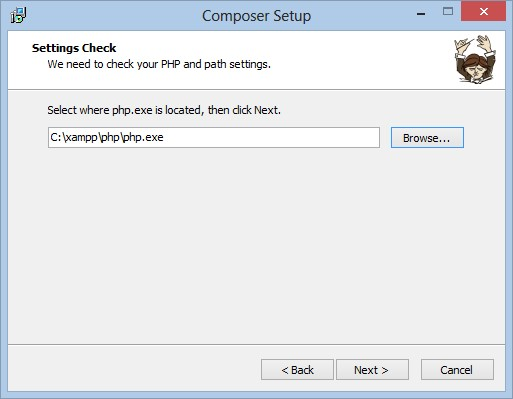 Composer Setup
Settings Check
We need to check your PHP and path settings.
Select where php.exe is located, then click Next.
C:\xampp\php\php.exe
Browse...
< Back
Next >
Cancel